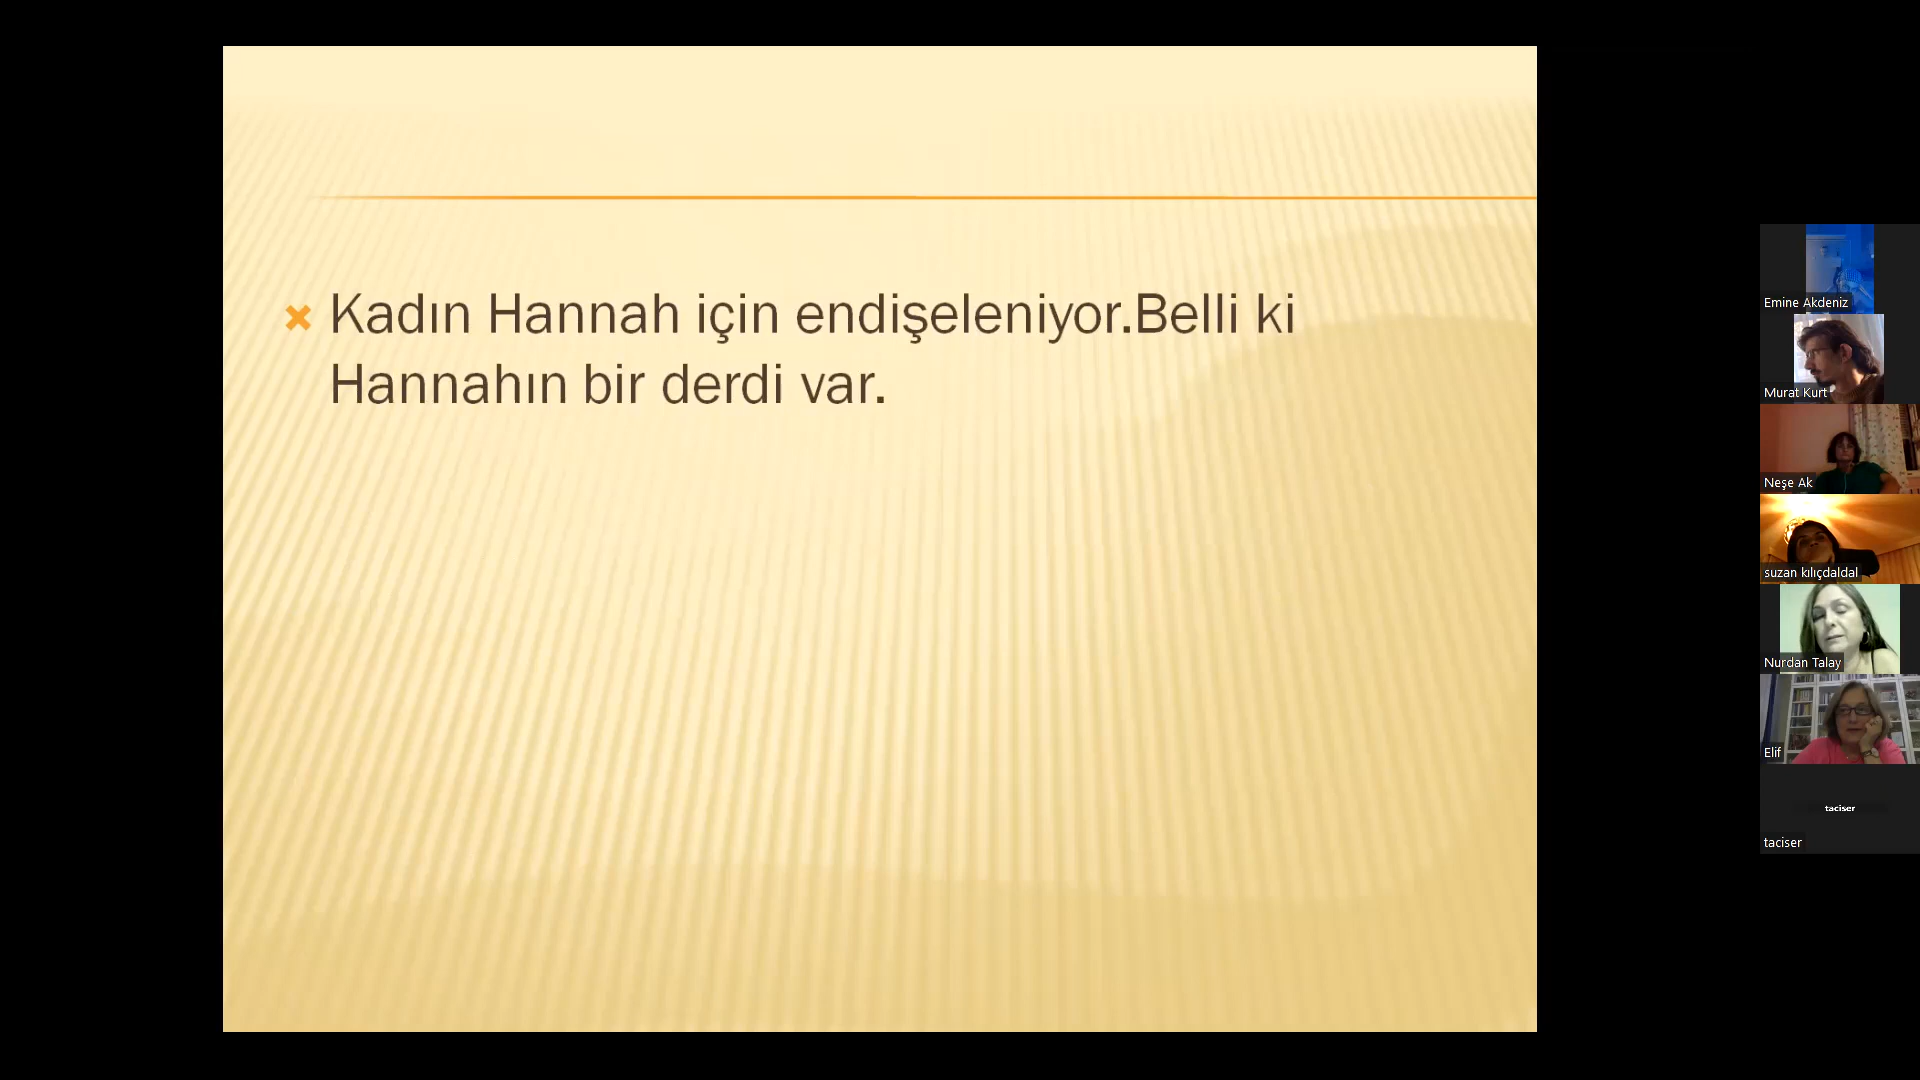 Kadın Hannah için endişeleniyor.Belli ki
Hannahın bir derdi var.
Emine Akdeniz
Murat Kurt
Neşe Ak
suzan kılıçdaldal
Nurdan Talay
Elif
taciser
taciser